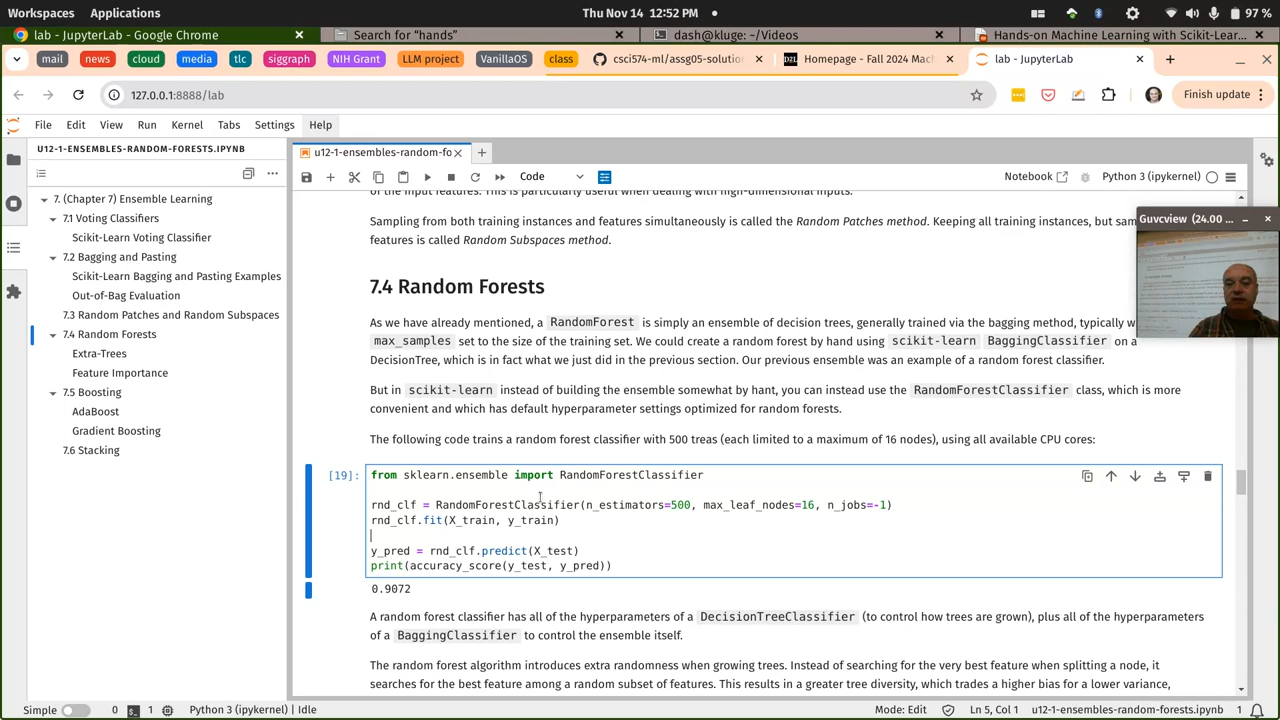 Workspaces Applications Thu Nov 14 12:52 PM 97 %
lab - JupyterLab - Google Chrome Search for “hands” dash@kluge: ~/Videos Hands-on Machine Learning with Scikit-Lear…
mail news cloud media tlc siggraph NIH Grant LLM project VanillaOS class csci574-ml/assg05-solutio Homepage - Fall 2024 Mac lab - JupyterLab
127.0.0.1:8888/lab Finish update
File Edit View Run Kernel Tabs Settings Help
U12-1-ENSEMBLES-RANDOM-FORESTS.IPYNB
7. (Chapter 7) Ensemble Learning
7.1 Voting Classifiers
Scikit-Learn Voting Classifier
7.2 Bagging and Pasting
Scikit-Learn Bagging and Pasting Examples
Out-of-Bag Evaluation
7.3 Random Patches and Random Subspaces
7.4 Random Forests
Extra-Trees
Feature Importance
7.5 Boosting
AdaBoost
Gradient Boosting
7.6 Stacking
u12-1-ensembles-random-fo
Code Notebook Python 3 (ipykernel)
Guvcview (24.00
of the input features. This is particularly useful when dealing with high-dimensional inputs.
Sampling from both training instances and features simultaneously is called the Random Patches method. Keeping all training instances, but sam
features is called Random Subspaces method.
7.4 Random Forests
As we have already mentioned, a RandomForest is simply an ensemble of decision trees, generally trained via the bagging method, typically w
max_samples set to the size of the training set. We could create a random forest by hand using scikit-learn BaggingClassifier on a
DecisionTree, which is in fact what we just did in the previous section. Our previous ensemble was an example of a random forest classifier.
But in scikit-learn instead of building the ensemble somewhat by hant, you can instead use the RandomForestClassifier class, which is more
convenient and which has default hyperparameter settings optimized for random forests.
The following code trains a random forest classifier with 500 treas (each limited to a maximum of 16 nodes), using all available CPU cores:
[19]: from sklearn.ensemble import RandomForestClassifier
rnd_clf = RandomForestClassifier(n_estimators=500, max_leaf_nodes=16, n_jobs=-1)
rnd_clf.fit(X_train, y_train)
y_pred = rnd_clf.predict(X_test)
print(accuracy_score(y_test, y_pred))
0.9072
A random forest classifier has all of the hyperparameters of a DecisionTreeClassifier (to control how trees are grown), plus all of the hyperparameters
of a BaggingClassifier to control the ensemble itself.
The random forest algorithm introduces extra randomness when growing trees. Instead of searching for the very best feature when splitting a node, it
searches for the best feature among a random subset of features. This results in a greater tree diversity, which trades a higher bias for a lower variance,
Simple 0 1 Python 3 (ipykernel) | Idle Mode: Edit Ln 5, Col 1 u12-1-ensembles-random-forests.ipynb 1